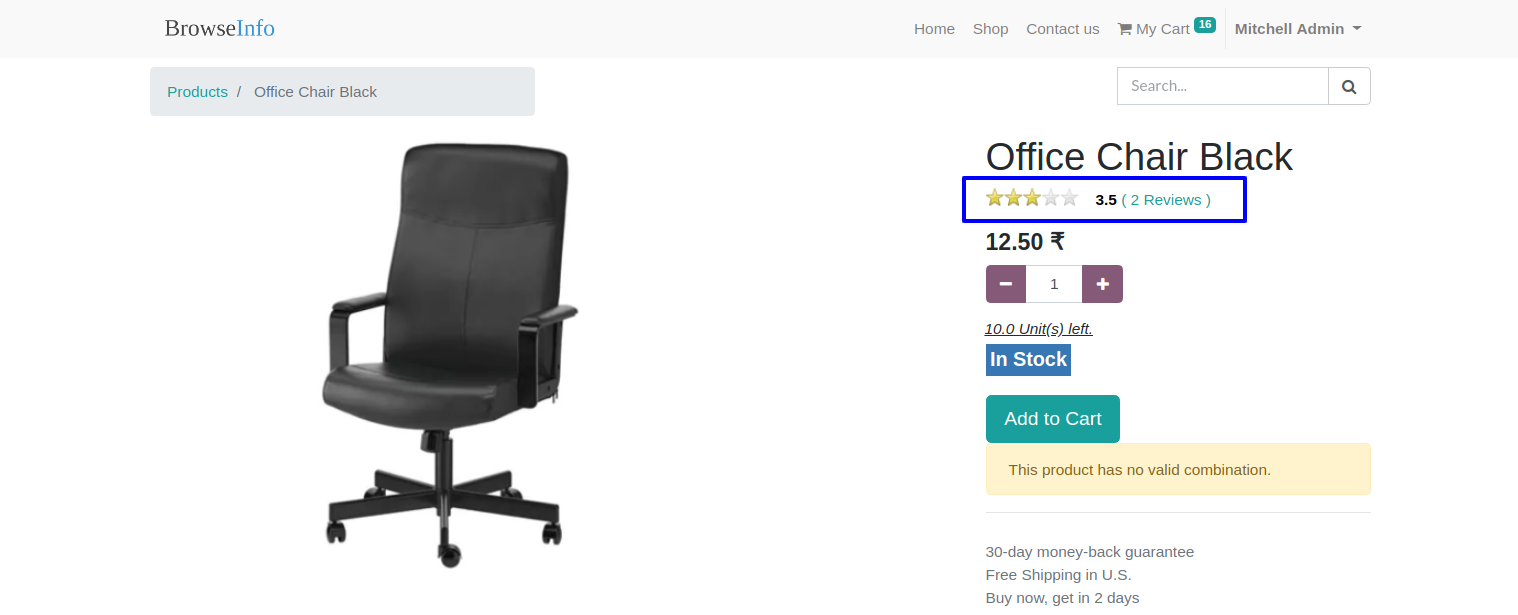 BrowseInfo
Home Shop Contact us My Cart 16 Mitchell Admin
Products / Office Chair Black
Search...
Office Chair Black
3.5 ( 2 Reviews )
12.50 ₹
1
10.0 Unit(s) left.
In Stock
Add to Cart
This product has no valid combination.
30-day money-back guarantee
Free Shipping in U.S.
Buy now, get in 2 days